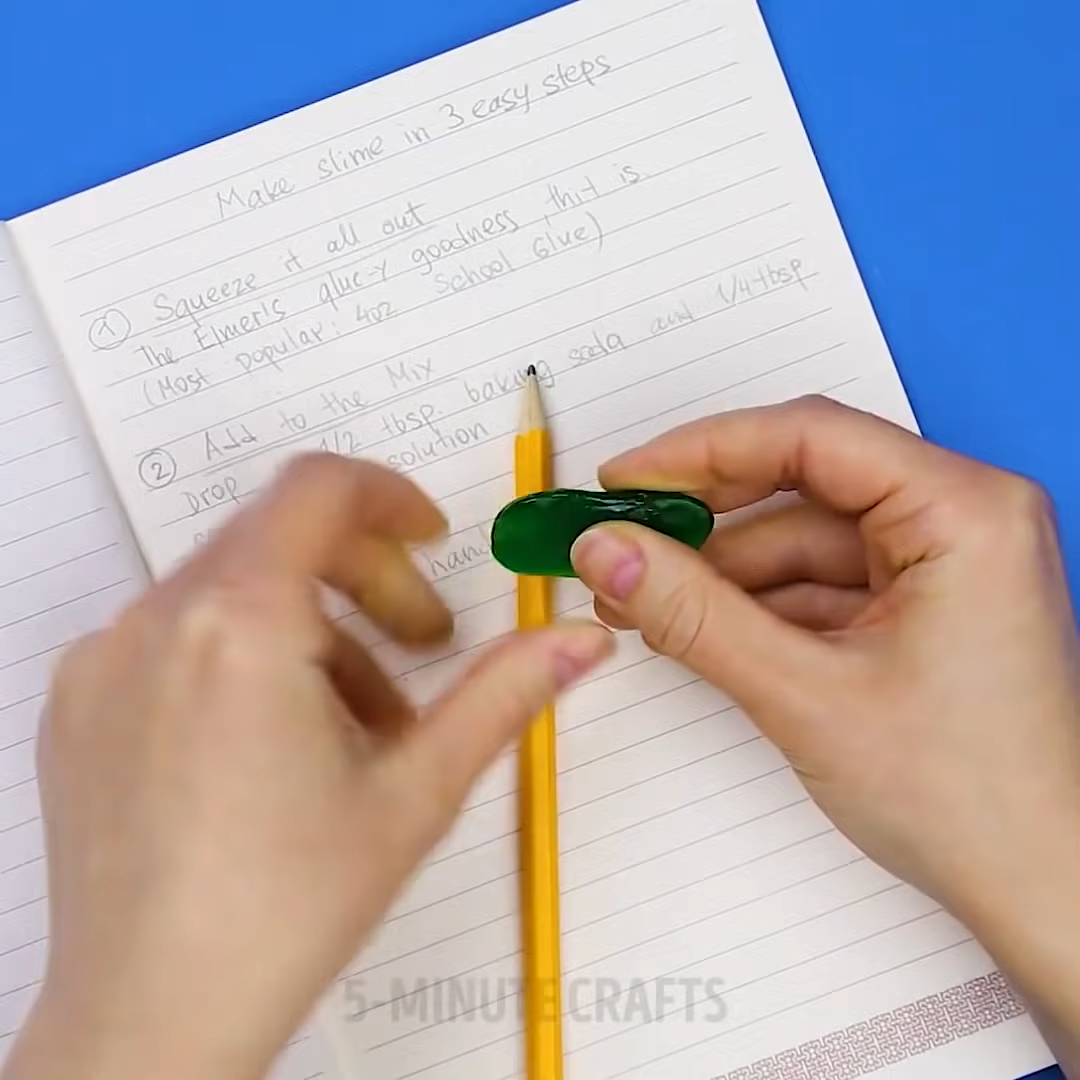 Make slime in 3 easy steps
① Squeeze it all out
The Elmer's glue-y goodness, that is
(Most popular: 4oz School Glue)
② Add to the Mix
Drop 1/2 tbsp. baking soda and 1/4 tbsp
solution
hand
5-MINUTE CRAFTS